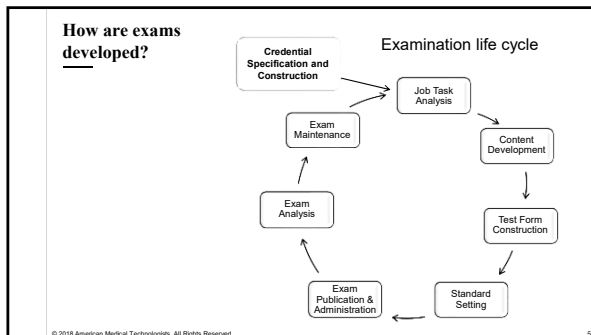 How are exams
developed?
Examination life cycle
Credential
Specification and
Construction
Job Task
Analysis
Content
Development
Test Form
Construction
Standard
Setting
Exam
Publication &
Administration
Exam
Analysis
Exam
Maintenance
© 2018 American Medical Technologists. All Rights Reserved.
5